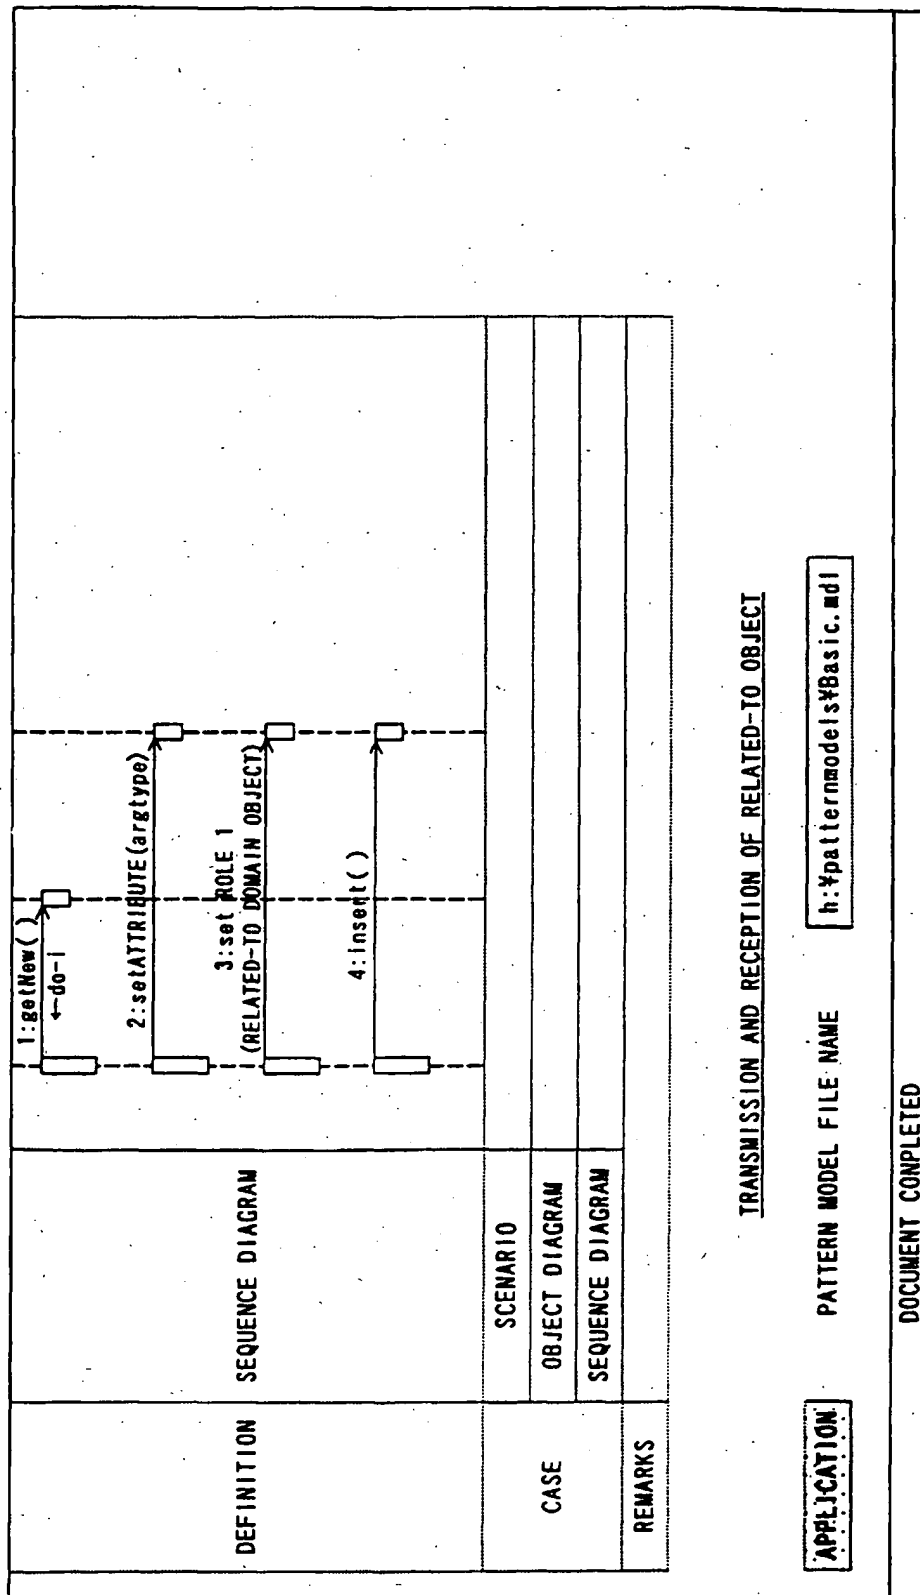 DEFINITION
SEQUENCE DIAGRAM
1:getNew( )
←do-i
2:setATTRIBUTE(argtype)
3:set ROLE 1
(RELATED-TO DOMAIN OBJECT)
4:insert( )
CASE
SCENARIO
OBJECT DIAGRAM
SEQUENCE DIAGRAM
REMARKS
TRANSMISSION AND RECEPTION OF RELATED-TO OBJECT
APPLICATION
PATTERN MODEL FILE NAME
h:¥patternmodels¥Basic.mdl
DOCUMENT CONPLETED